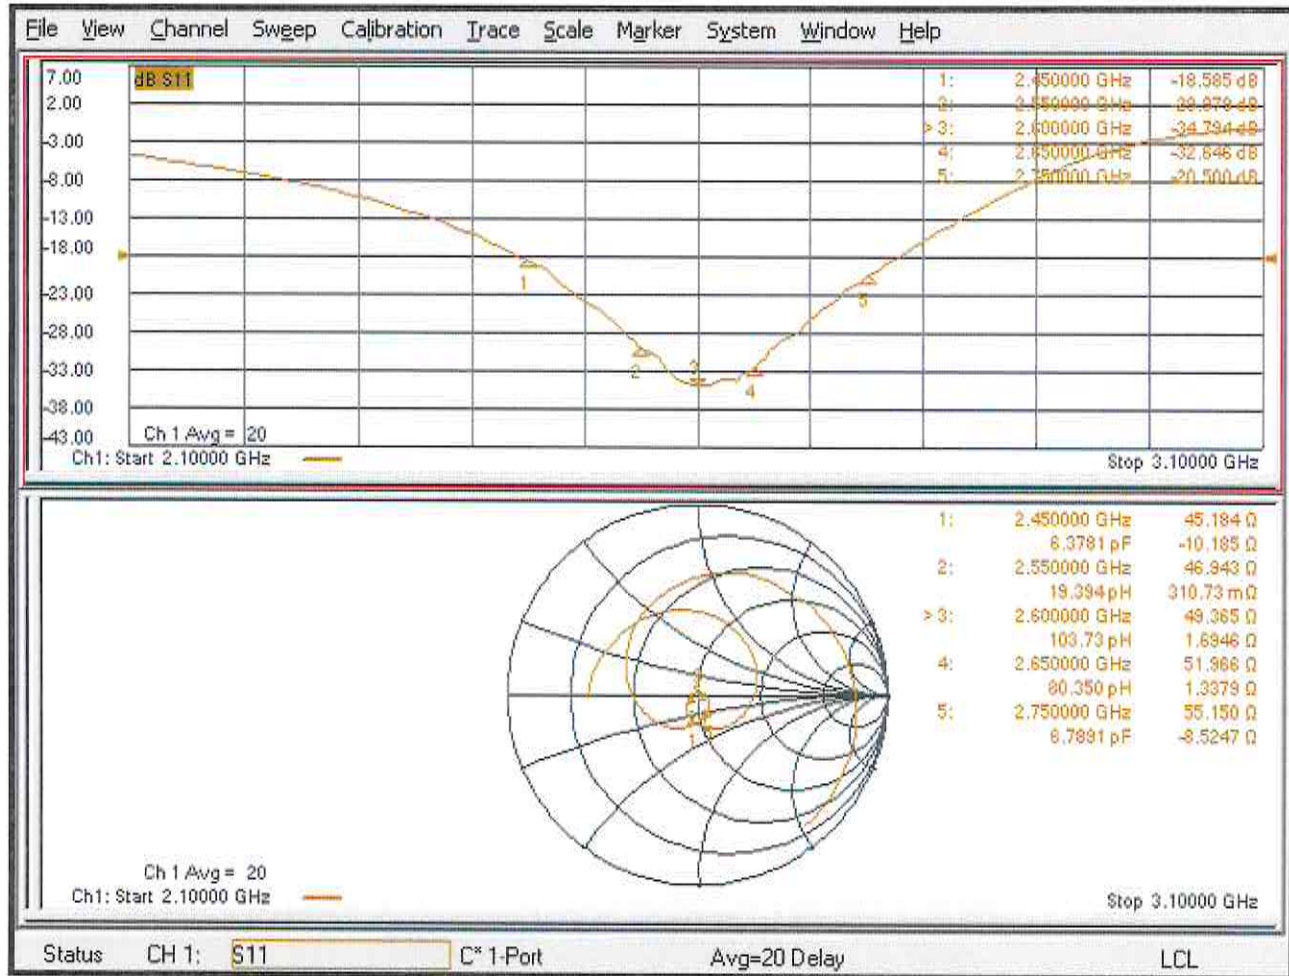 File View Channel Sweep Calibration Trace Scale Marker System Window Help
7.00
2.00
-3.00
-8.00
-13.00
-18.00
-23.00
-28.00
-33.00
-38.00
-43.00
dB S11
1: 2.450000 GHz -18.585 dB
2: 2.550000 GHz
> 3: 2.600000 GHz -34.794 dB
4: 2.650000 GHz -32.646 dB
5: 2.750000 GHz -20.500 dB
1
2
3
4
5
Ch 1 Avg = 20
Ch1: Start 2.10000 GHz
Stop 3.10000 GHz
1: 2.450000 GHz 45.184 Ω
6.3781 pF -10.185 Ω
2: 2.550000 GHz 46.943 Ω
19.394 pH 310.73 mΩ
> 3: 2.600000 GHz 49.365 Ω
103.73 pH 1.6946 Ω
4: 2.650000 GHz 51.966 Ω
80.350 pH 1.3379 Ω
5: 2.750000 GHz 55.150 Ω
6.7891 pF -8.5247 Ω
1
Ch 1 Avg = 20
Ch1: Start 2.10000 GHz
Stop 3.10000 GHz
Status CH 1: S11 C* 1-Port Avg=20 Delay LCL